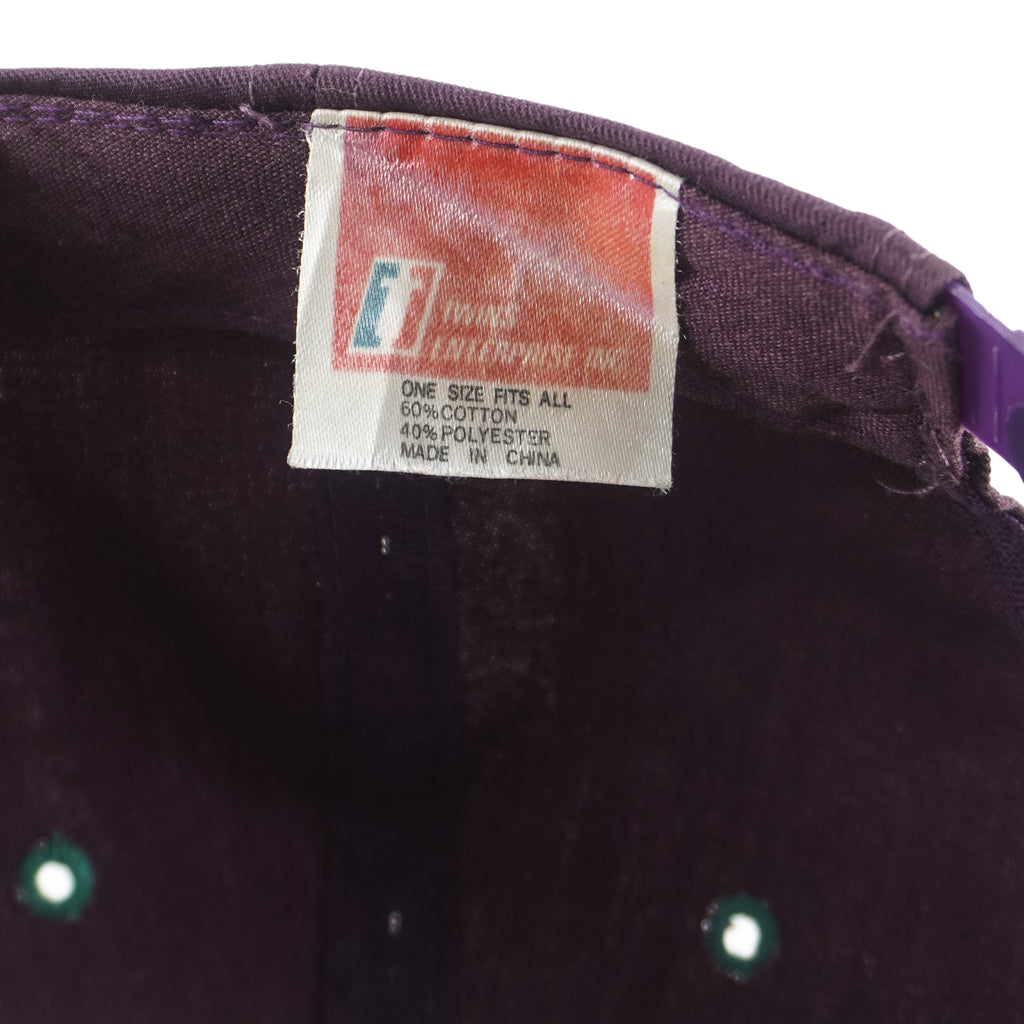 TWINS
ENTERPRISE INC
ONE SIZE FITS ALL
60% COTTON
40% POLYESTER
MADE IN CHINA